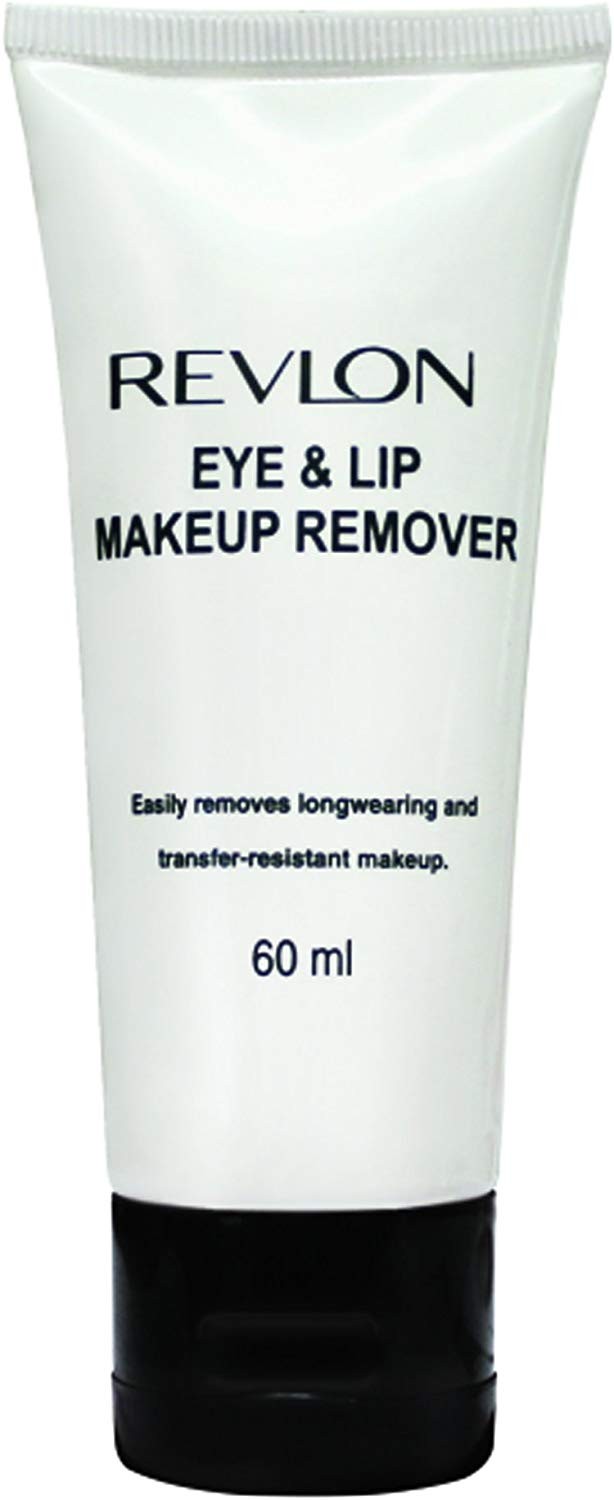 REVLON
EYE & LIP
MAKEUP REMOVER
Easily removes longwearing and
transfer-resistant makeup.
60 ml